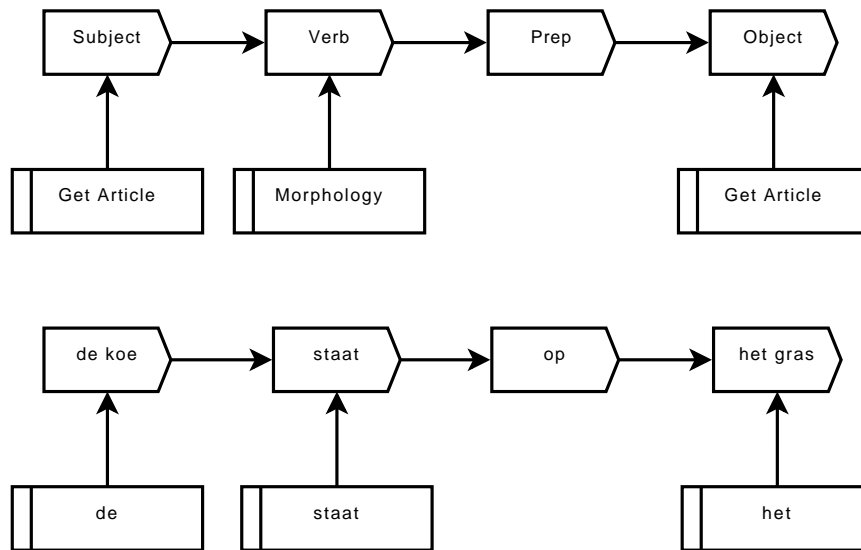 Subject Verb Prep Object
Get Article Morphology Get Article
de koe staat op het gras
de staat het